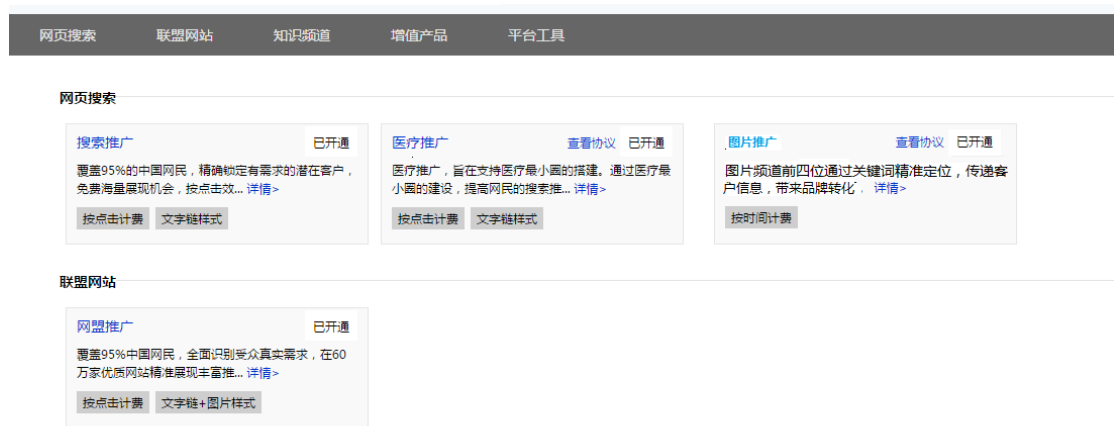 网页搜索 联盟网站 知识频道 增值产品 平台工具
网页搜索
搜索推广 已开通
覆盖95%的中国网民，精确锁定有需求的潜在客户，
免费海量展现机会，按点击效... 详情>
按点击计费 文字链样式
医疗推广 查看协议 已开通
医疗推广，旨在支持医疗最小圈的搭建。通过医疗最
小圈的建设，提高网民的搜索推... 详情>
按点击计费 文字链样式
图片推广 查看协议 已开通
图片频道前四位通过关键词精准定位，传递客
户信息，带来品牌转化． 详情>
按时间计费
联盟网站
网盟推广 已开通
覆盖95%中国网民，全面识别受众真实需求，在60
万家优质网站精准展现丰富推... 详情>
按点击计费 文字链+图片样式